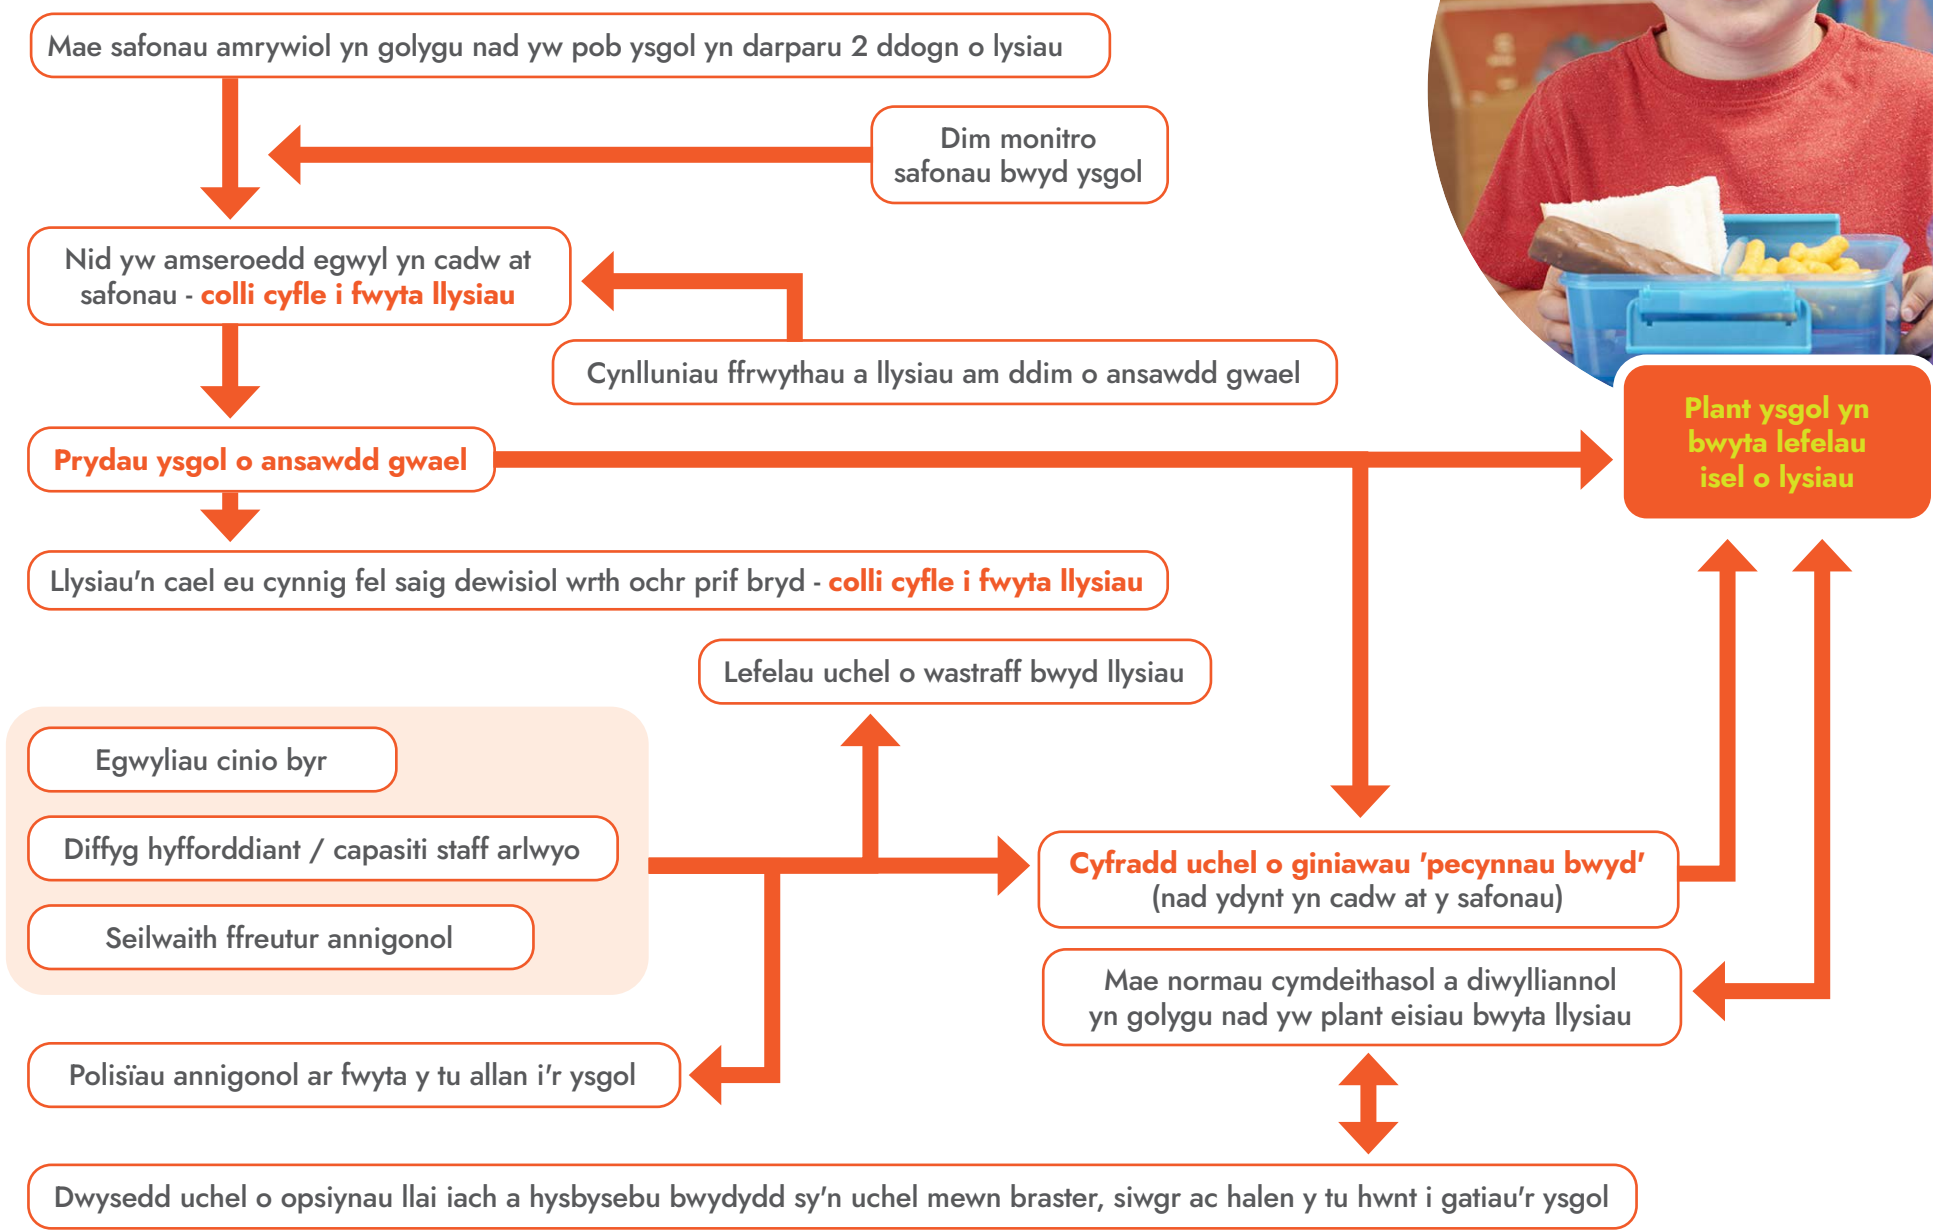 Mae safonau amrywiol yn golygu nad yw pob ysgol yn darparu 2 ddogn o lysiau
Dim monitro
safonau bwyd ysgol
Nid yw amseroedd egwyl yn cadw at
safonau - colli cyfle i fwyta llysiau
Cynlluniau ffrwythau a llysiau am ddim o ansawdd gwael
Plant ysgol yn
bwyta lefelau
isel o lysiau
Prydau ysgol o ansawdd gwael
Llysiau'n cael eu cynnig fel saig dewisiol wrth ochr prif bryd - colli cyfle i fwyta llysiau
Lefelau uchel o wastraff bwyd llysiau
Egwyliau cinio byr
Diffyg hyfforddiant / capasiti staff arlwyo
Seilwaith ffreutur annigonol
Cyfradd uchel o giniawau 'pecynnau bwyd'
(nad ydynt yn cadw at y safonau)
Mae normau cymdeithasol a diwylliannol
yn golygu nad yw plant eisiau bwyta llysiau
Polisïau annigonol ar fwyta y tu allan i'r ysgol
Dwysedd uchel o opsiynau llai iach a hysbysebu bwydydd sy'n uchel mewn braster, siwgr ac halen y tu hwnt i gatiau'r ysgol